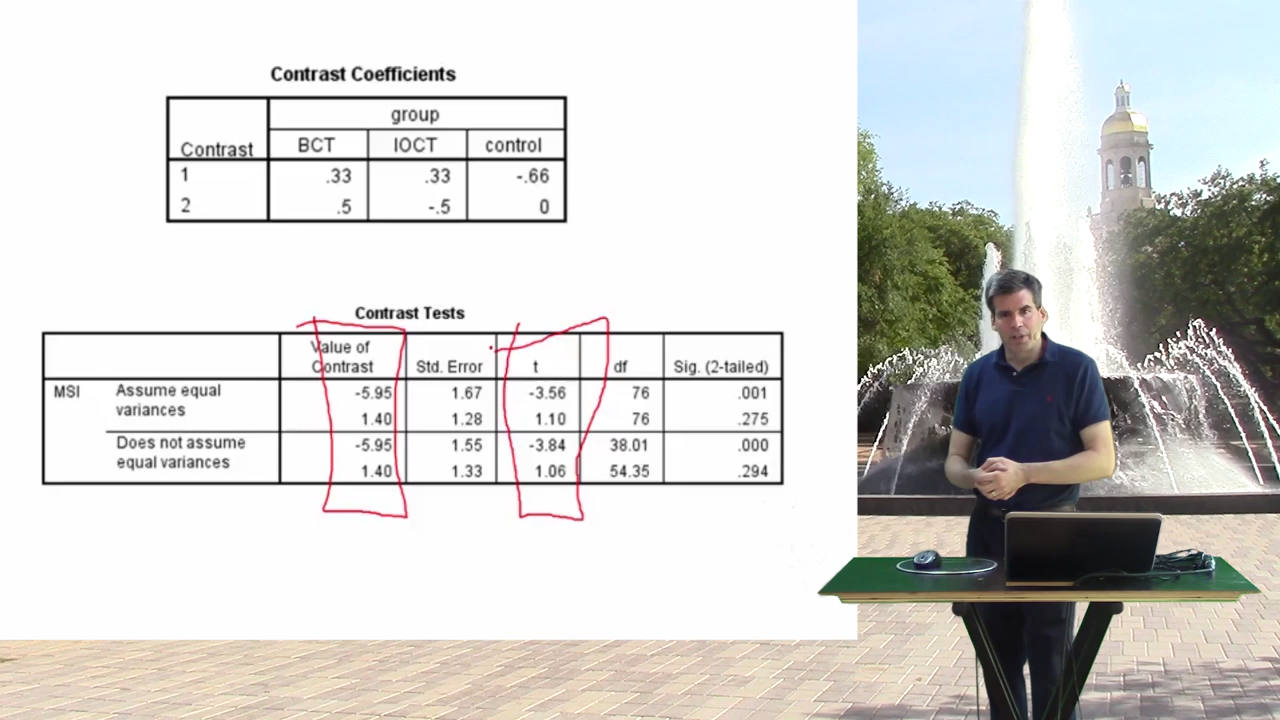 Contrast Coefficients
Contrast group
BCT IOCT control
1 .33 .33 -.66
2 .5 -.5 0
Contrast Tests
Value of Contrast Std. Error t df Sig. (2-tailed)
MSI Assume equal variances -5.95 1.67 -3.56 76 .001
1.40 1.28 1.10 76 .275
Does not assume equal variances -5.95 1.55 -3.84 38.01 .000
1.40 1.33 1.06 54.35 .294